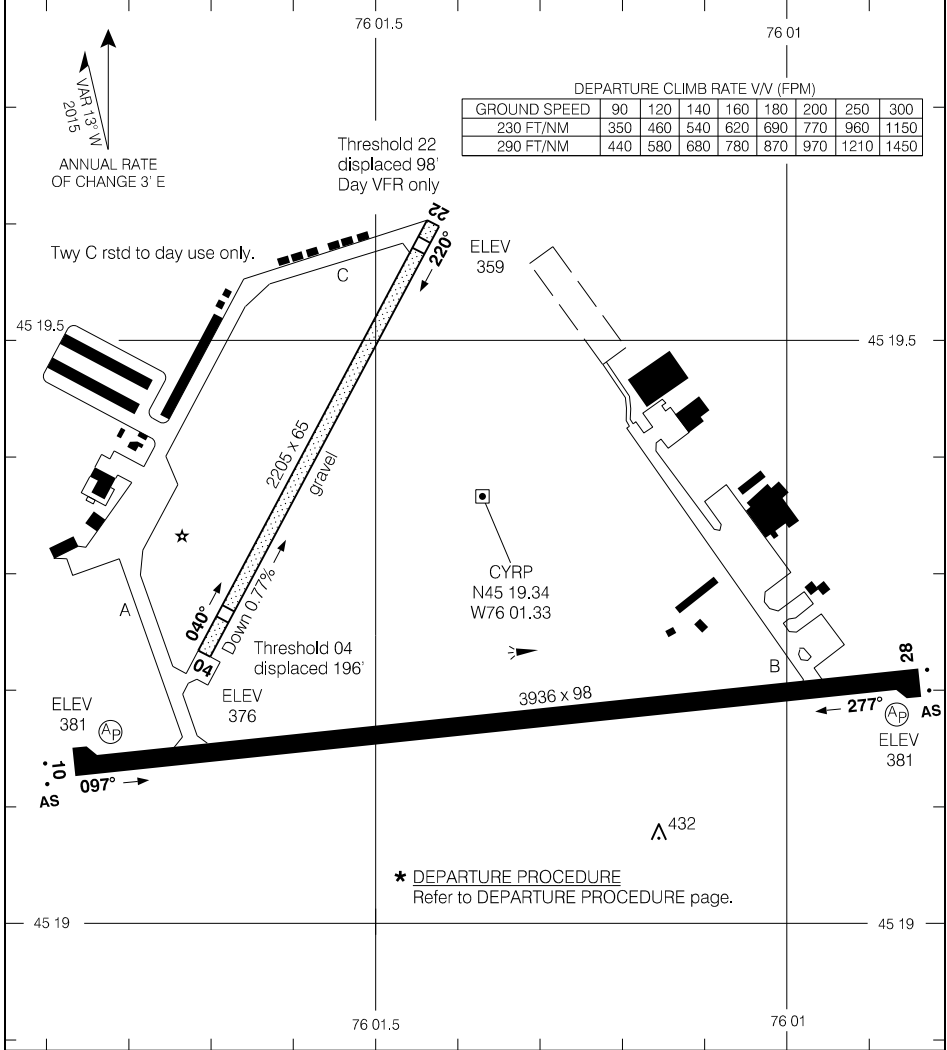 76 01.5
76 01
VAR 13° W
2015
ANNUAL RATE
OF CHANGE 3' E
DEPARTURE CLIMB RATE V/V (FPM)
GROUND SPEED 90 120 140 160 180 200 250 300
230 FT/NM 350 460 540 620 690 770 960 1150
290 FT/NM 440 580 680 780 870 970 1210 1450
Threshold 22
displaced 98'
Day VFR only
22
220°
ELEV
359
Twy C rstd to day use only.
C
45 19.5
45 19.5
2205 x 65
gravel
CYRP
N45 19.34
W76 01.33
A
040°
Down 0.77%
04
Threshold 04
displaced 196'
ELEV
376
B
28
3936 x 98
277°
AS
AP
ELEV
381
ELEV
381
AP
10
097°
AS
432
* DEPARTURE PROCEDURE
Refer to DEPARTURE PROCEDURE page.
45 19
45 19
76 01.5
76 01